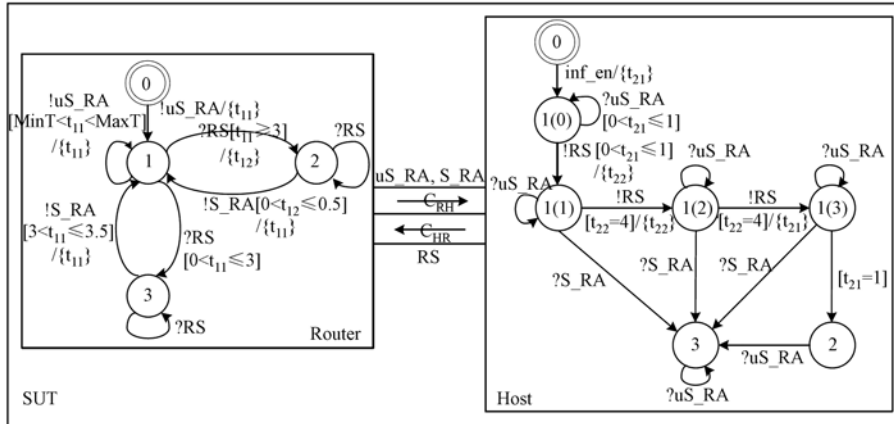 0
!uS_RA
[MinT<t₁₁<MaxT]
/{t₁₁}
!uS_RA/{t₁₁}
?RS[t₁₁≥3]
/{t₁₂}
?RS
1
2
!S_RA[0<t₁₂≤0.5]
/{t₁₁}
!S_RA
[3<t₁₁≤3.5]
/{t₁₁}
?RS
[0<t₁₁≤3]
3
?RS
Router
SUT
uS_RA, S_RA
C_RH
C_HR
RS
0
inf_en/{t₂₁}
1(0)
?uS_RA
[0<t₂₁≤1]
!RS [0<t₂₁≤1]
/{t₂₂}
?uS_RA
?uS_RA
?uS_RA
1(1)
!RS
[t₂₂=4]/{t₂₂}
1(2)
!RS
[t₂₂=4]/{t₂₁}
1(3)
?S_RA
?S_RA
?S_RA
[t₂₁=1]
3
?uS_RA
2
?uS_RA
Host